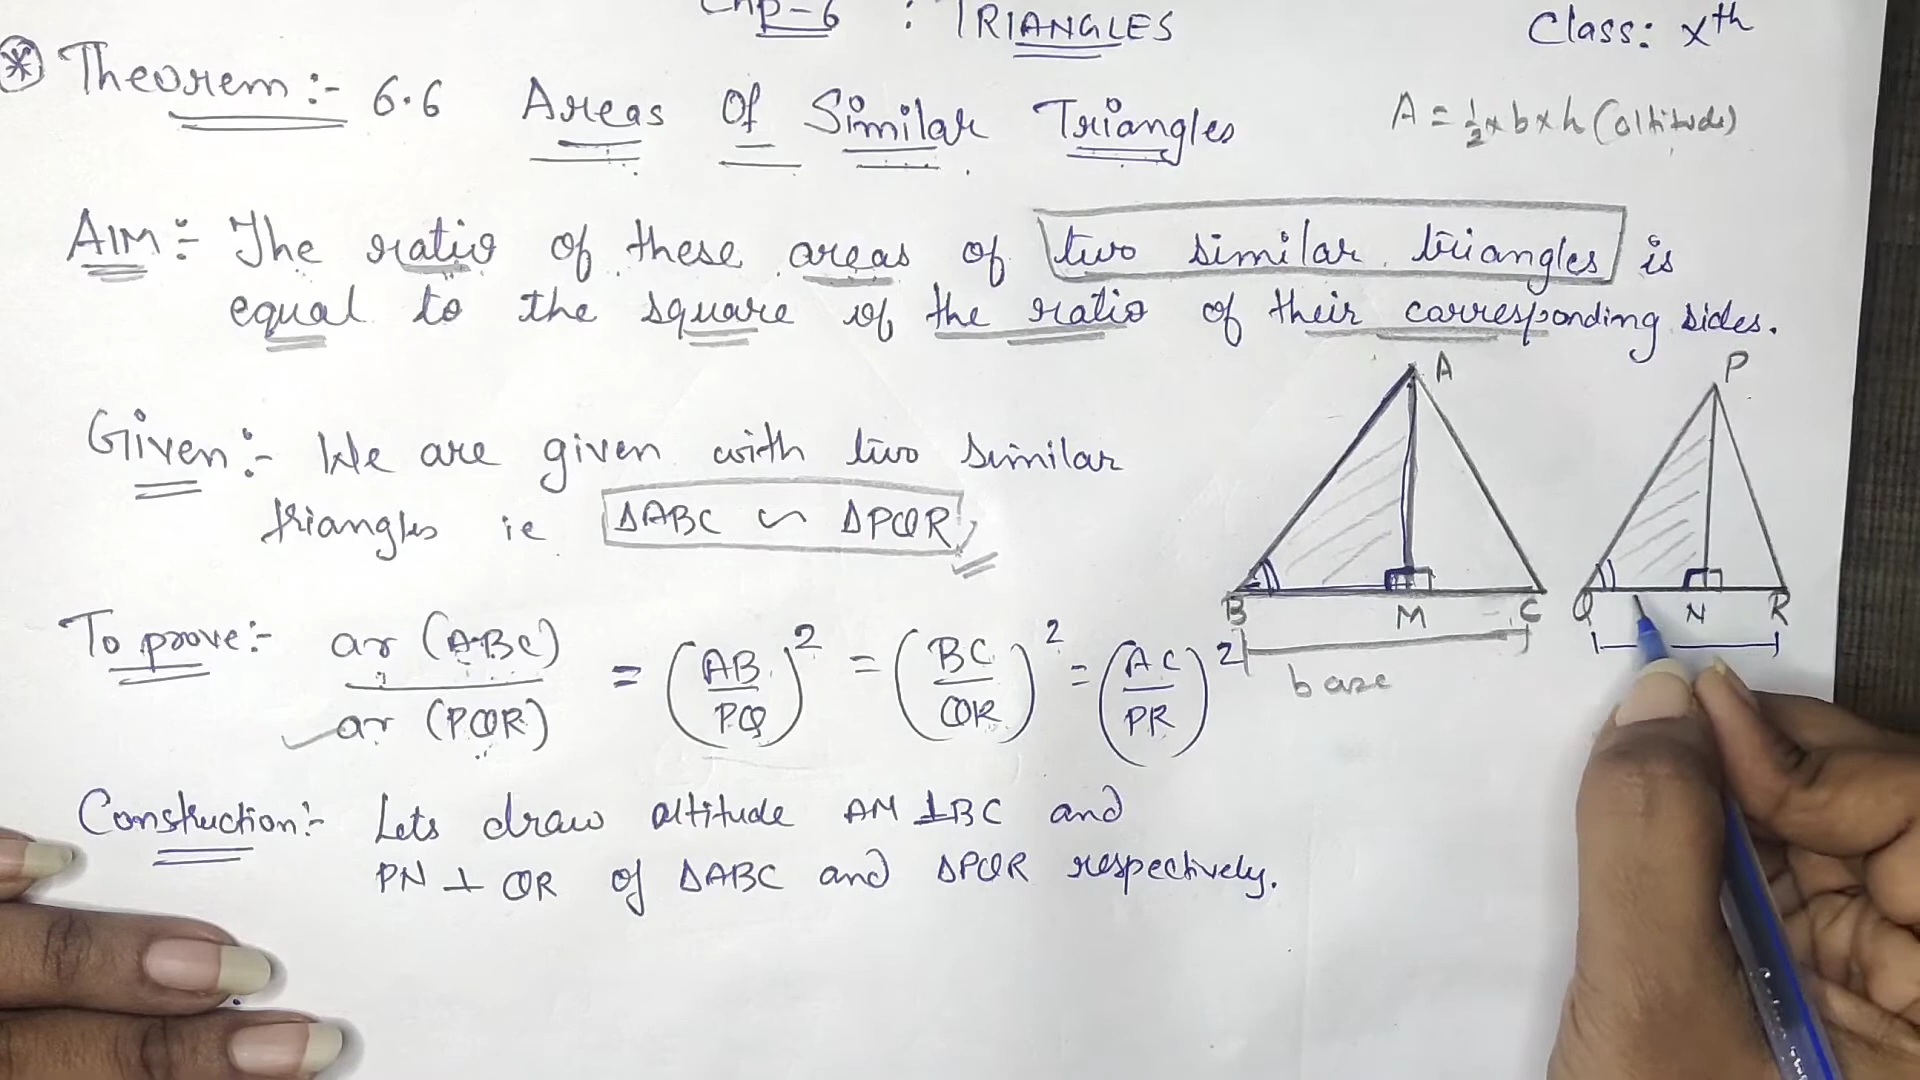 Chp-6 : TRIANGLES
Class: Xth
* Theorem :- 6.6 Areas Of Similar Triangles
A = 1/2 x b x h (altitude)
AIM :- The ratio of these areas of two similar triangles is
equal to the square of the ratio of their corresponding sides.
Given :- We are given with two similar
triangles ie ΔABC ∽ ΔPQR
To prove :- ar (ABC) / ar (PQR) = (AB/PQ)² = (BC/QR)² = (AC/PR)²
Construction :- Lets draw altitude AM ⊥ BC and
PN ⊥ QR of ΔABC and ΔPQR respectively.
A
B M C
base
P
Q N R